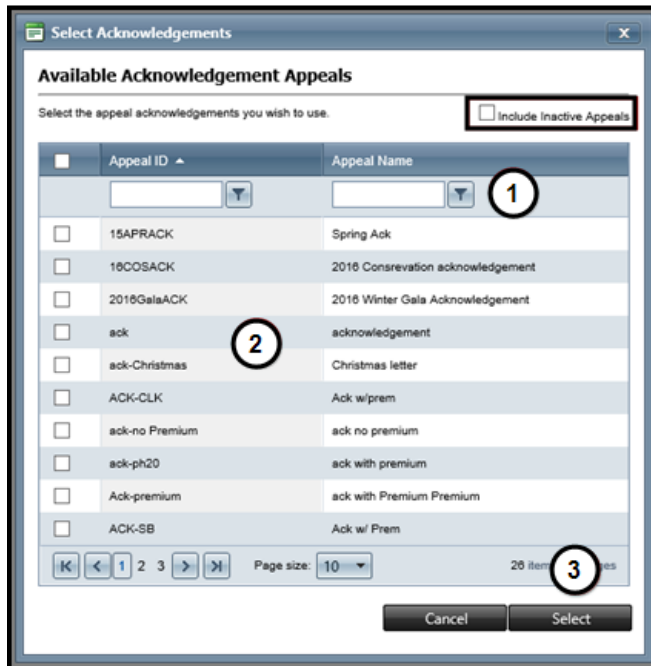 Select Acknowledgements
x
Available Acknowledgement Appeals
Select the appeal acknowledgements you wish to use.
Include Inactive Appeals
Appeal ID Appeal Name
1
15APRACK Spring Ack
16COSACK 2016 Consrevation acknowledgement
2016GalaACK 2016 Winter Gala Acknowledgement
ack acknowledgement
2
ack-Christmas Christmas letter
ACK-CLK Ack w/prem
ack-no Premium ack no premium
ack-ph20 ack with premium
Ack-premium ack with Premium Premium
ACK-SB Ack w/ Prem
1 2 3 Page size: 10 26
3
Cancel Select